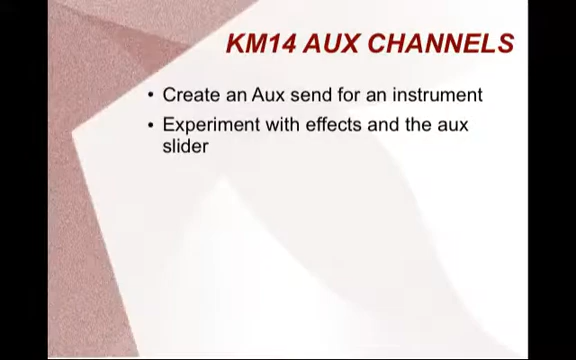 KM14 AUX CHANNELS
• Create an Aux send for an instrument
• Experiment with effects and the aux
slider